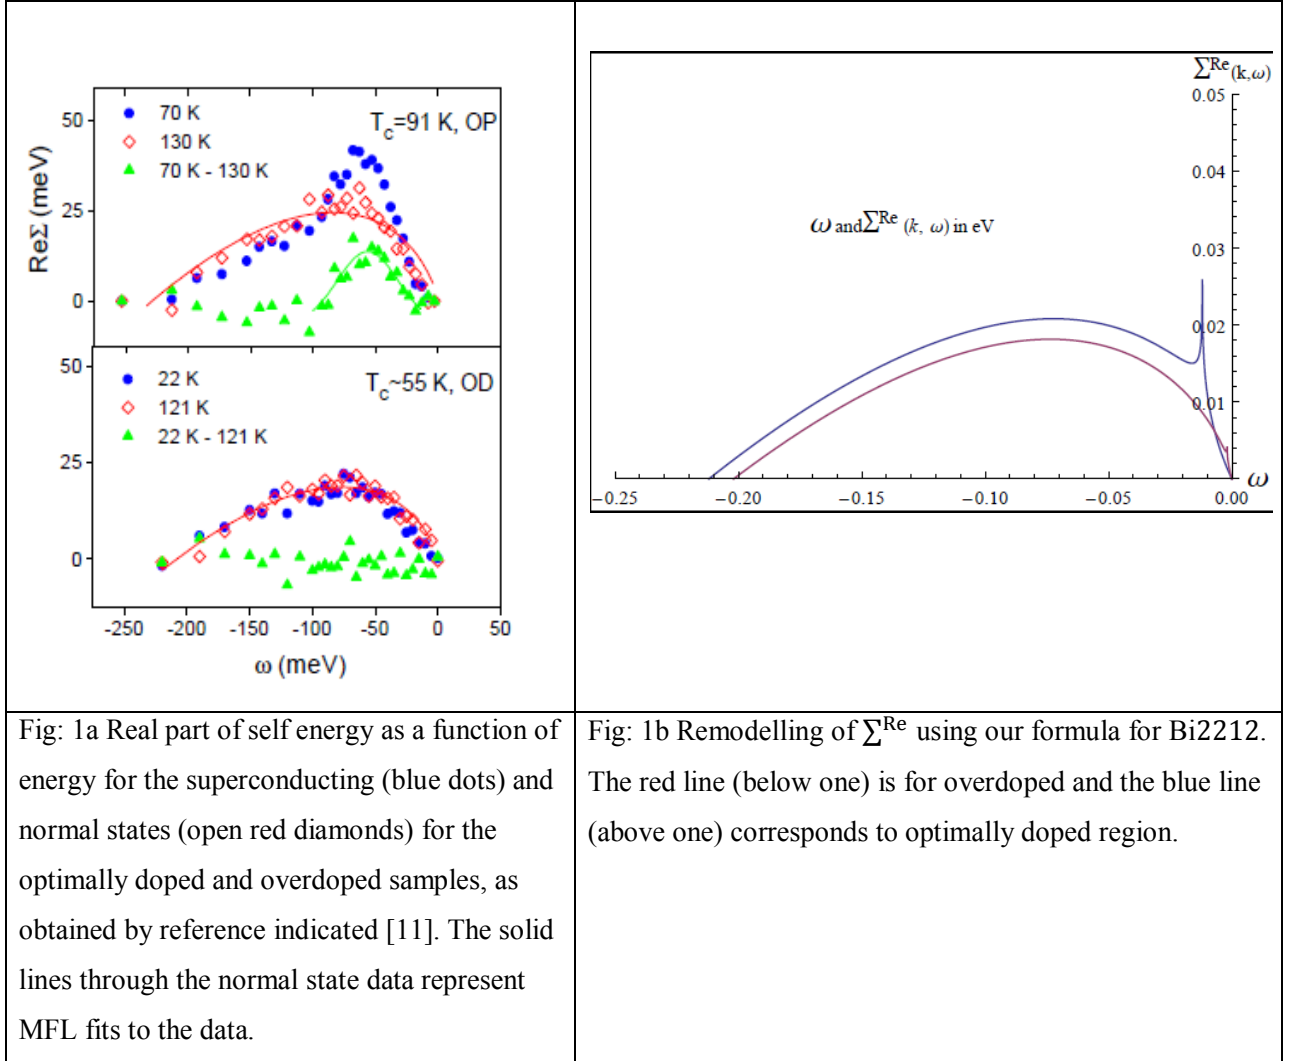 50
25
0
ReΣ (meV)
70 K
130 K
70 K - 130 K
Tc=91 K, OP
50
25
0
22 K
121 K
22 K - 121 K
Tc~55 K, OD
-250 -200 -150 -100 -50 0 50
ω (meV)
∑Re(k,ω)
0.05
0.04
0.03
0.02
0.01
ω and∑Re (k, ω) in eV
−0.25 −0.20 −0.15 −0.10 −0.05 0.00 ω
Fig: 1a Real part of self energy as a function of
energy for the superconducting (blue dots) and
normal states (open red diamonds) for the
optimally doped and overdoped samples, as
obtained by reference indicated [11]. The solid
lines through the normal state data represent
MFL fits to the data.
Fig: 1b Remodelling of ∑Re using our formula for Bi2212.
The red line (below one) is for overdoped and the blue line
(above one) corresponds to optimally doped region.